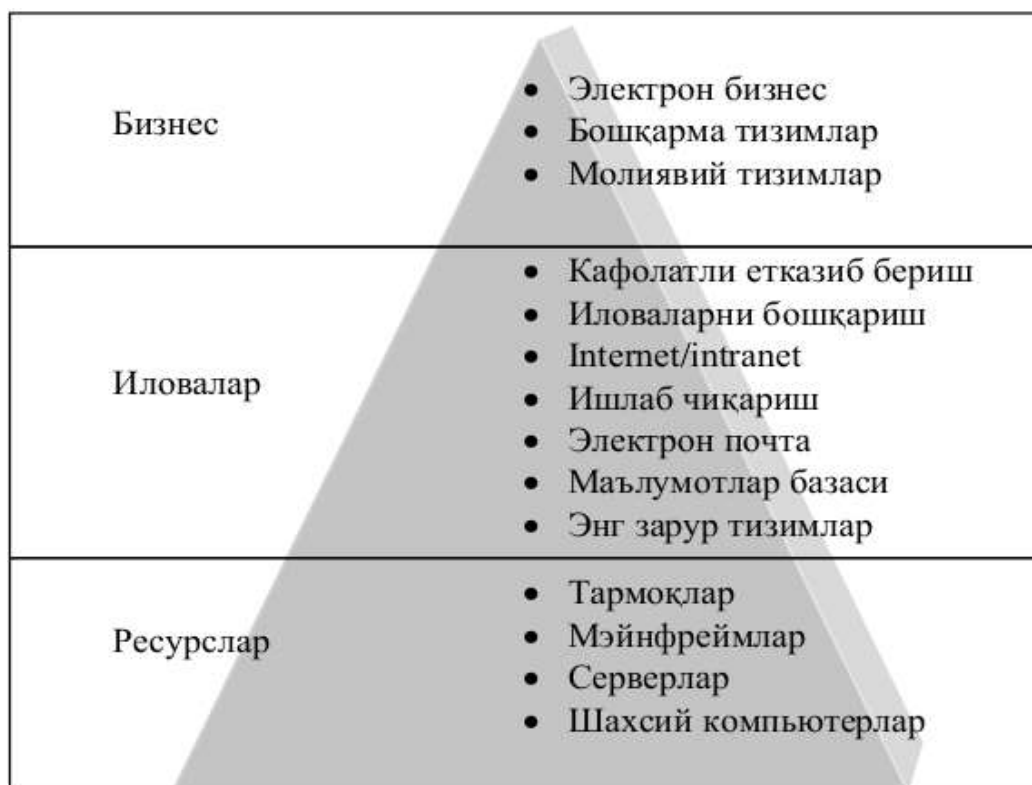 Бизнес
• Электрон бизнес
• Бошқарма тизимлар
• Молиявий тизимлар
Иловалар
• Кафолатли етказиб бериш
• Иловаларни бошқариш
• Internet/intranet
• Ишлаб чиқариш
• Электрон почта
• Маълумотлар базаси
• Энг зарур тизимлар
Ресурслар
• Тармоқлар
• Мэйнфреймлар
• Серверлар
• Шахсий компьютерлар